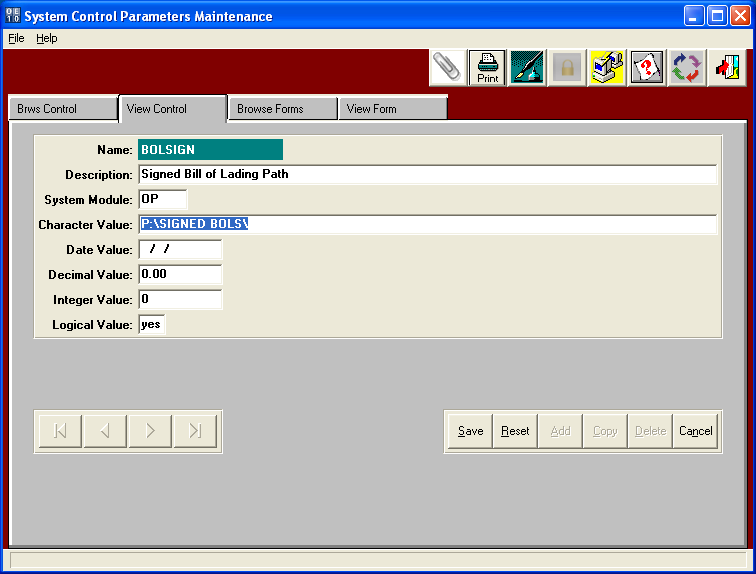 System Control Parameters Maintenance
File Help
Print
Brws Control View Control Browse Forms View Form
Name: BOLSIGN
Description: Signed Bill of Lading Path
System Module: OP
Character Value: P:\SIGNED BOLS\
Date Value: / /
Decimal Value: 0.00
Integer Value: 0
Logical Value: yes
Save Reset Add Copy Delete Cancel